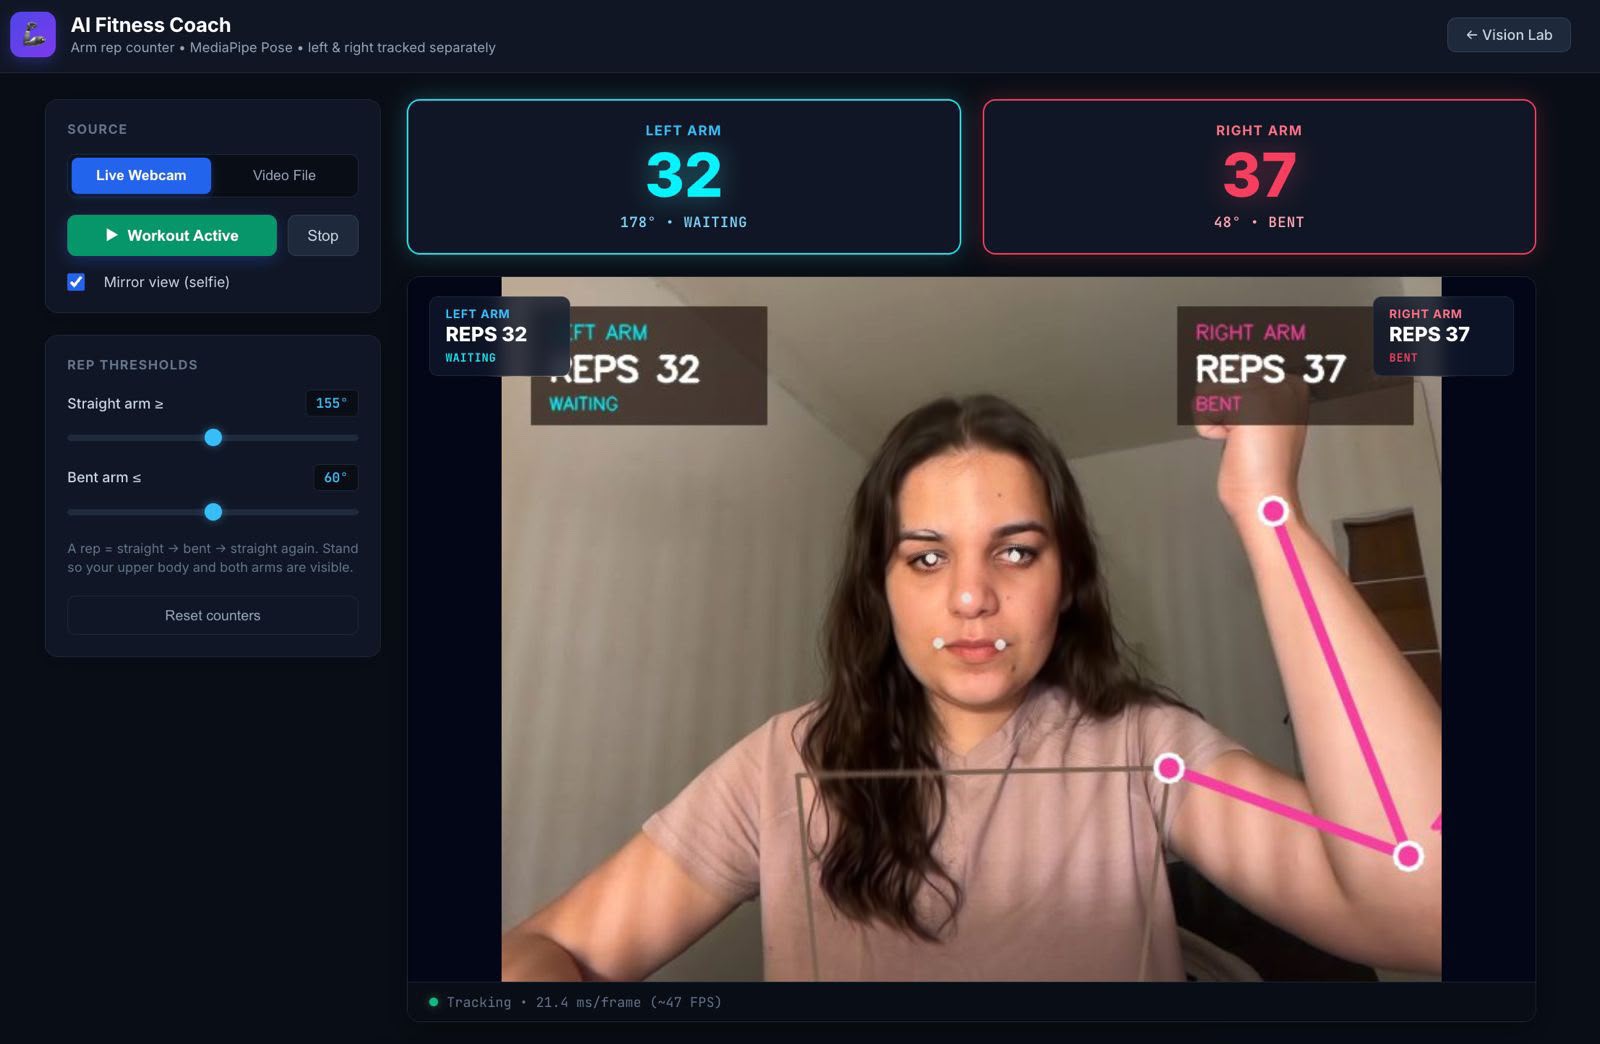 AI Fitness Coach
Arm rep counter • MediaPipe Pose • left & right tracked separately
← Vision Lab
SOURCE
Live Webcam
Video File
▶ Workout Active
Stop
Mirror view (selfie)
REP THRESHOLDS
Straight arm ≥
155°
Bent arm ≤
60°
A rep = straight → bent → straight again. Stand
so your upper body and both arms are visible.
Reset counters
LEFT ARM
32
178° • WAITING
RIGHT ARM
37
48° • BENT
LEFT ARM
REPS 32
WAITING
EFT ARM
REPS 32
WAITING
RIGHT ARM
REPS 37
BENT
RIGHT ARM
REPS 37
BENT
Tracking • 21.4 ms/frame (~47 FPS)